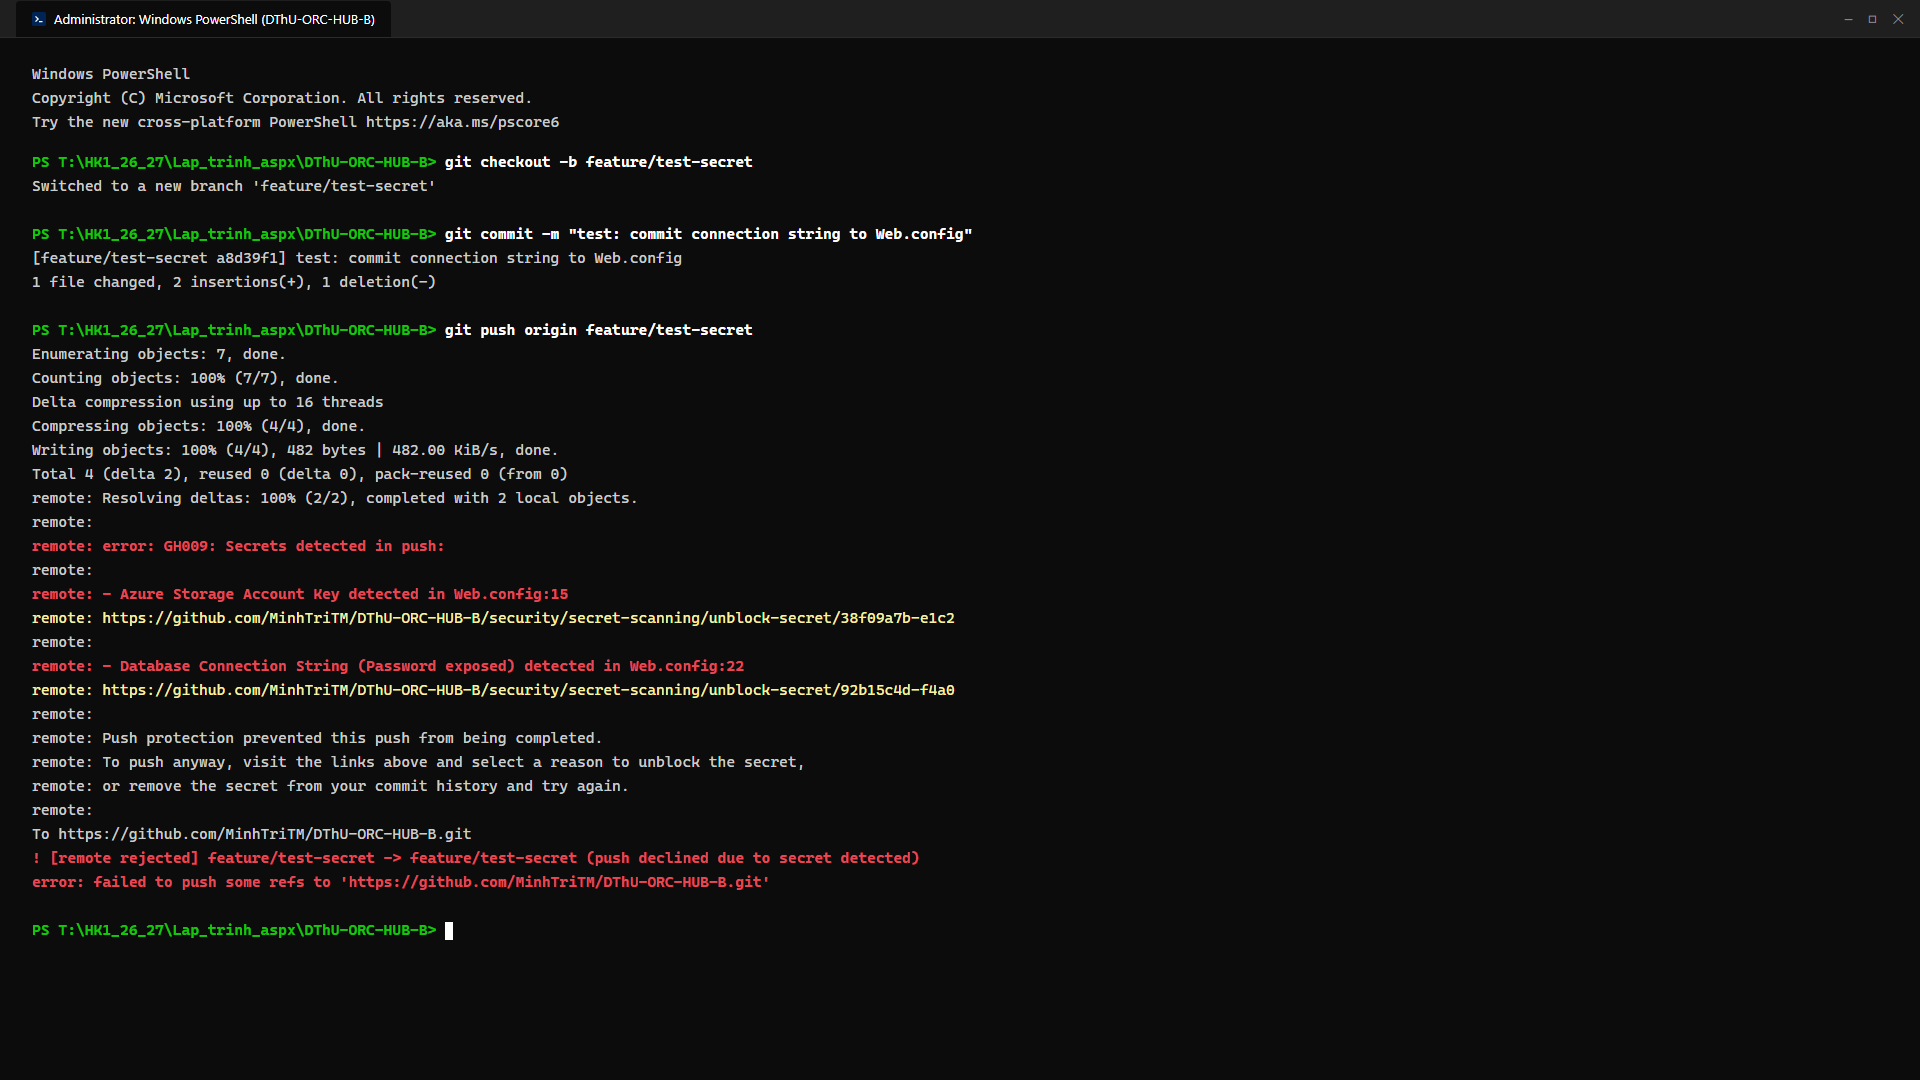 Administrator: Windows PowerShell (DThU-ORC-HUB-B)
Windows PowerShell
Copyright (C) Microsoft Corporation. All rights reserved.
Try the new cross-platform PowerShell https://aka.ms/pscore6
PS T:\HK1_26_27\Lap_trinh_aspx\DThU-ORC-HUB-B> git checkout -b feature/test-secret
Switched to a new branch 'feature/test-secret'
PS T:\HK1_26_27\Lap_trinh_aspx\DThU-ORC-HUB-B> git commit -m "test: commit connection string to Web.config"
[feature/test-secret a8d39f1] test: commit connection string to Web.config
1 file changed, 2 insertions(+), 1 deletion(-)
PS T:\HK1_26_27\Lap_trinh_aspx\DThU-ORC-HUB-B> git push origin feature/test-secret
Enumerating objects: 7, done.
Counting objects: 100% (7/7), done.
Delta compression using up to 16 threads
Compressing objects: 100% (4/4), done.
Writing objects: 100% (4/4), 482 bytes | 482.00 KiB/s, done.
Total 4 (delta 2), reused 0 (delta 0), pack-reused 0 (from 0)
remote: Resolving deltas: 100% (2/2), completed with 2 local objects.
remote:
remote: error: GH009: Secrets detected in push:
remote:
remote: - Azure Storage Account Key detected in Web.config:15
remote: https://github.com/MinhTriTM/DThU-ORC-HUB-B/security/secret-scanning/unblock-secret/38f09a7b-e1c2
remote:
remote: - Database Connection String (Password exposed) detected in Web.config:22
remote: https://github.com/MinhTriTM/DThU-ORC-HUB-B/security/secret-scanning/unblock-secret/92b15c4d-f4a0
remote:
remote: Push protection prevented this push from being completed.
remote: To push anyway, visit the links above and select a reason to unblock the secret,
remote: or remove the secret from your commit history and try again.
remote:
To https://github.com/MinhTriTM/DThU-ORC-HUB-B.git
! [remote rejected] feature/test-secret -> feature/test-secret (push declined due to secret detected)
error: failed to push some refs to 'https://github.com/MinhTriTM/DThU-ORC-HUB-B.git'
PS T:\HK1_26_27\Lap_trinh_aspx\DThU-ORC-HUB-B>